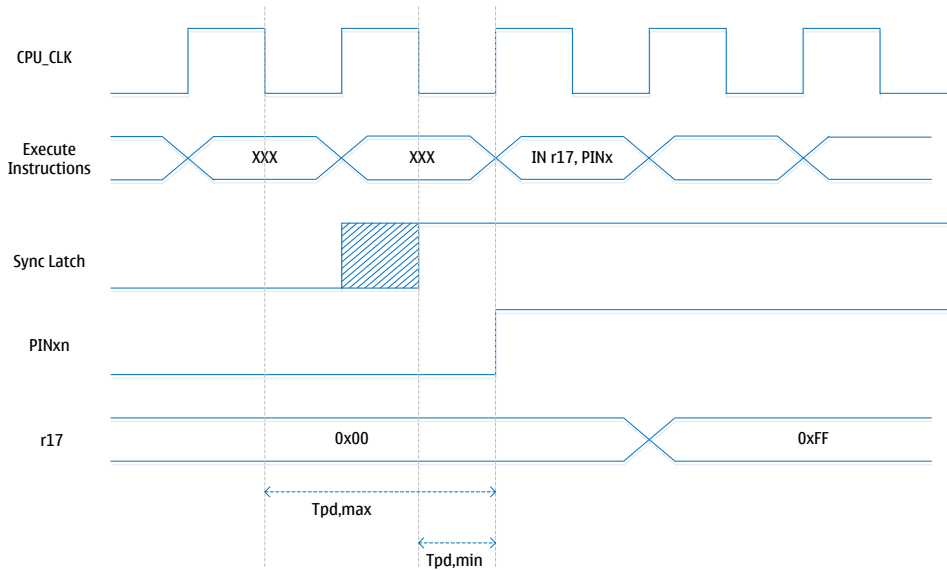 CPU_CLK
Execute
Instructions
XXX
XXX
IN r17, PINx
Sync Latch
PINxn
r17
0x00
0xFF
Tpd,max
Tpd,min